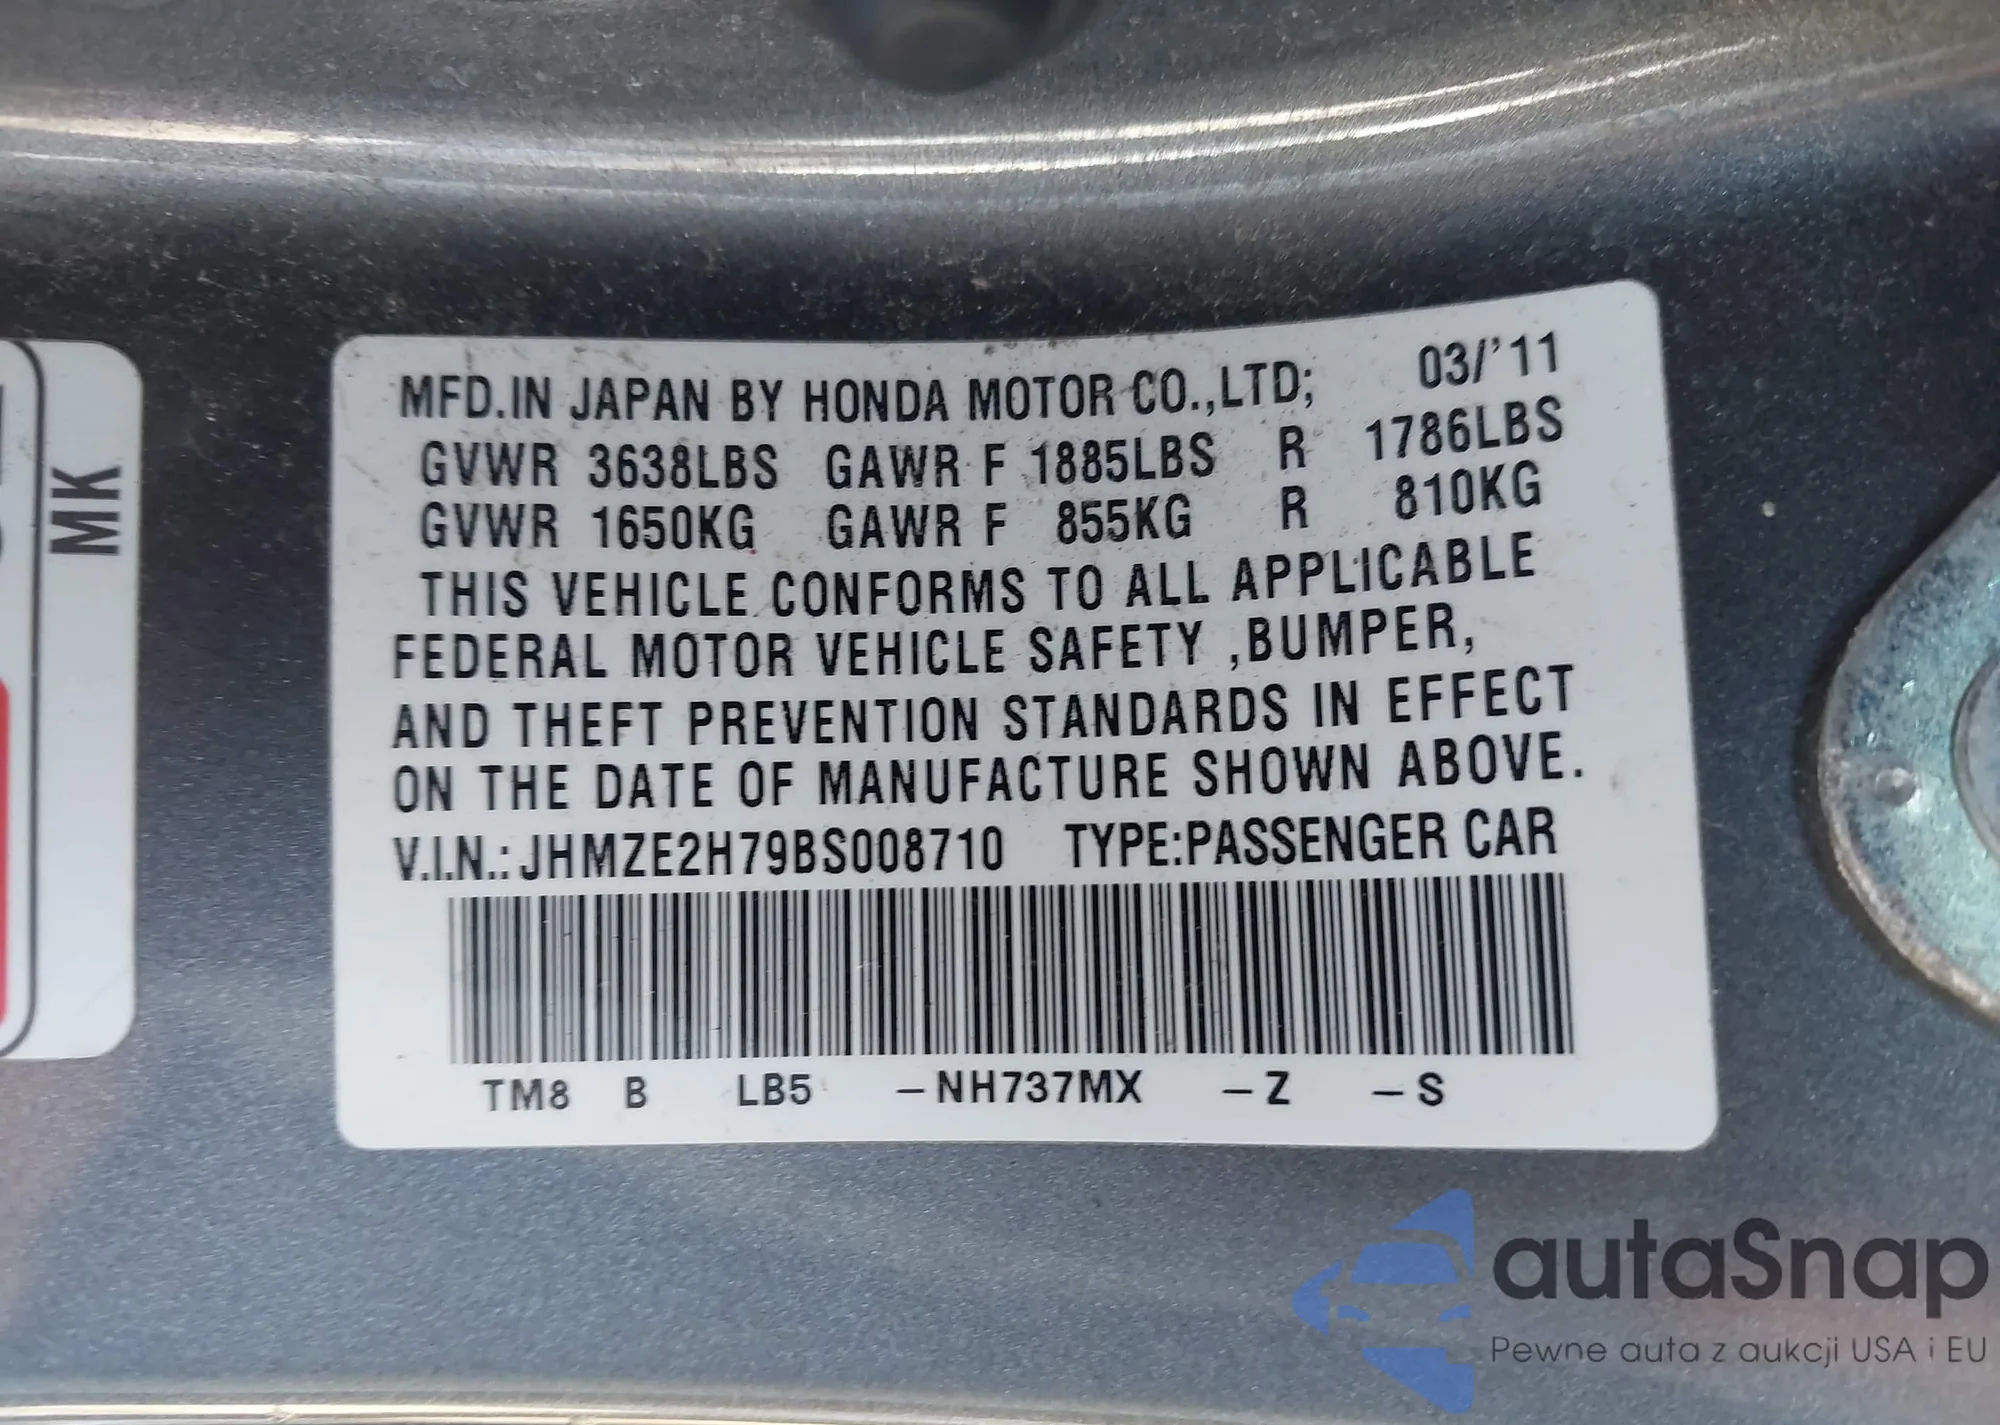 MFD.IN JAPAN BY HONDA MOTOR CO.,LTD; 03/'11
GVWR 3638LBS GAWR F 1885LBS R 1786LBS
GVWR 1650KG GAWR F 855KG R 810KG
THIS VEHICLE CONFORMS TO ALL APPLICABLE
FEDERAL MOTOR VEHICLE SAFETY ,BUMPER,
AND THEFT PREVENTION STANDARDS IN EFFECT
ON THE DATE OF MANUFACTURE SHOWN ABOVE.
V.I.N.: JHMZE2H79BS008710 TYPE:PASSENGER CAR
TM8 B LB5 –NH737MX –Z –S
MK
autaSnap
Pewne auta z aukcji USA i EU